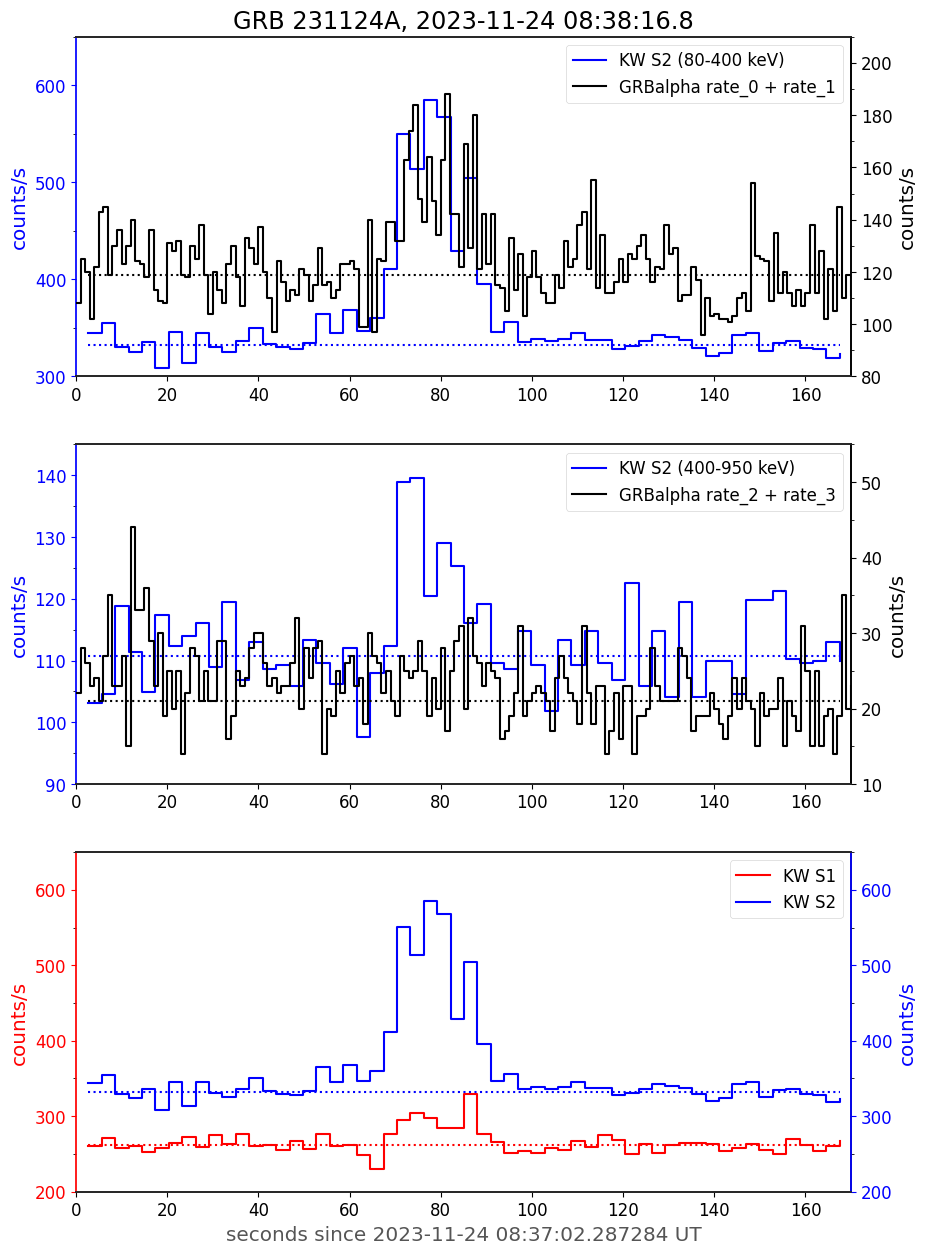 GRB 231124A, 2023-11-24 08:38:16.8
KW S2 (80-400 keV)
GRBalpha rate_0 + rate_1
600
500
400
300
counts/s
200
180
160
140
120
100
80
counts/s
0 20 40 60 80 100 120 140 160
KW S2 (400-950 keV)
GRBalpha rate_2 + rate_3
140
130
120
110
100
90
counts/s
50
40
30
20
10
counts/s
0 20 40 60 80 100 120 140 160
KW S1
KW S2
600
500
400
300
200
counts/s
600
500
400
300
200
counts/s
0 20 40 60 80 100 120 140 160
seconds since 2023-11-24 08:37:02.287284 UT